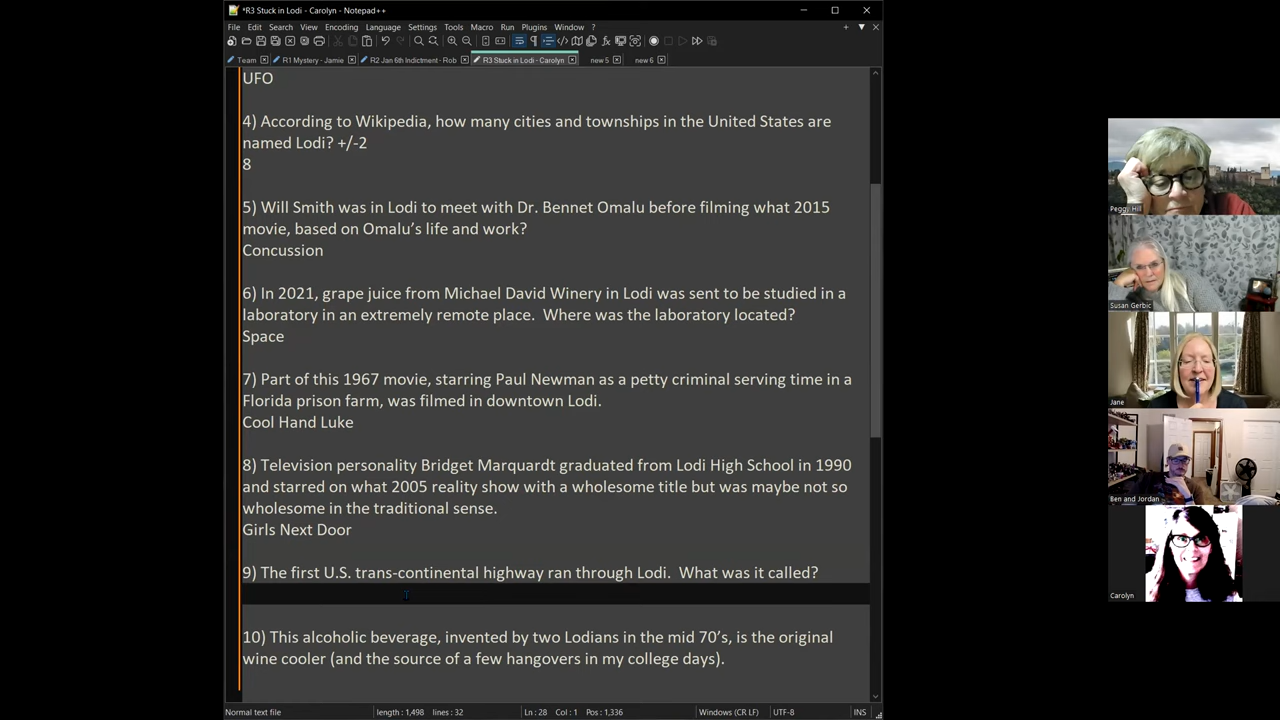 *R3 Stuck in Lodi - Carolyn - Notepad++
File Edit Search View Encoding Language Settings Tools Macro Run Plugins Window ?
Team R1 Mystery - Jamie R2 Jan 6th Indictment - Rob R3 Stuck in Lodi - Carolyn new 5 new 6
UFO
4) According to Wikipedia, how many cities and townships in the United States are
named Lodi? +/-2
8
5) Will Smith was in Lodi to meet with Dr. Bennet Omalu before filming what 2015
movie, based on Omalu’s life and work?
Concussion
6) In 2021, grape juice from Michael David Winery in Lodi was sent to be studied in a
laboratory in an extremely remote place.  Where was the laboratory located?
Space
7) Part of this 1967 movie, starring Paul Newman as a petty criminal serving time in a
Florida prison farm, was filmed in downtown Lodi.
Cool Hand Luke
8) Television personality Bridget Marquardt graduated from Lodi High School in 1990
and starred on what 2005 reality show with a wholesome title but was maybe not so
wholesome in the traditional sense.
Girls Next Door
9) The first U.S. trans-continental highway ran through Lodi.  What was it called?
10) This alcoholic beverage, invented by two Lodians in the mid 70’s, is the original
wine cooler (and the source of a few hangovers in my college days).
Normal text file length : 1,498 lines : 32 Ln : 28 Col : 1 Pos : 1,336 Windows (CR LF) UTF-8 INS
Peggy Hill
Susan Gerbic
Jane
Ben and Jordan
Carolyn